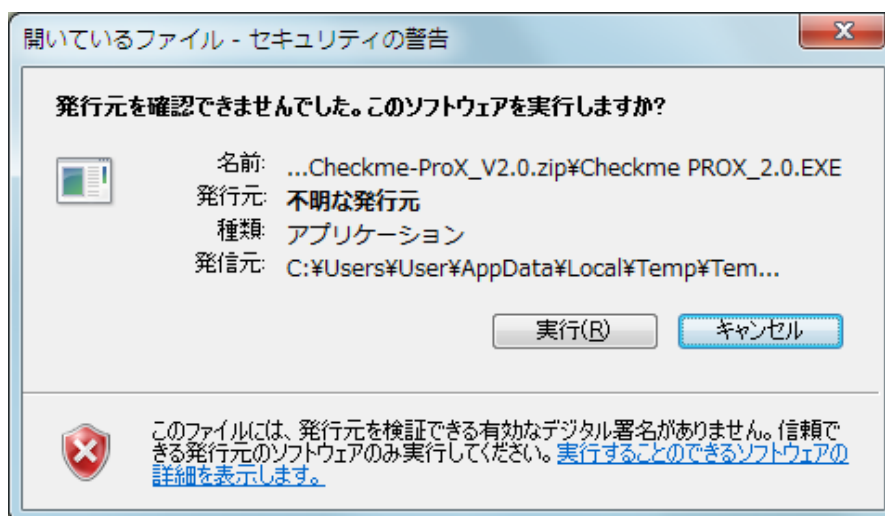 開いているファイル - セキュリティの警告
発行元を確認できませんでした。このソフトウェアを実行しますか?
名前: ...Checkme-ProX_V2.0.zip¥Checkme PROX_2.0.EXE
発行元: 不明な発行元
種類: アプリケーション
発信元: C:¥Users¥User¥AppData¥Local¥Temp¥Tem...
実行(R) キャンセル
このファイルには、発行元を検証できる有効なデジタル署名がありません。信頼で
きる発行元のソフトウェアのみ実行してください。実行することのできるソフトウェアの
詳細を表示します。